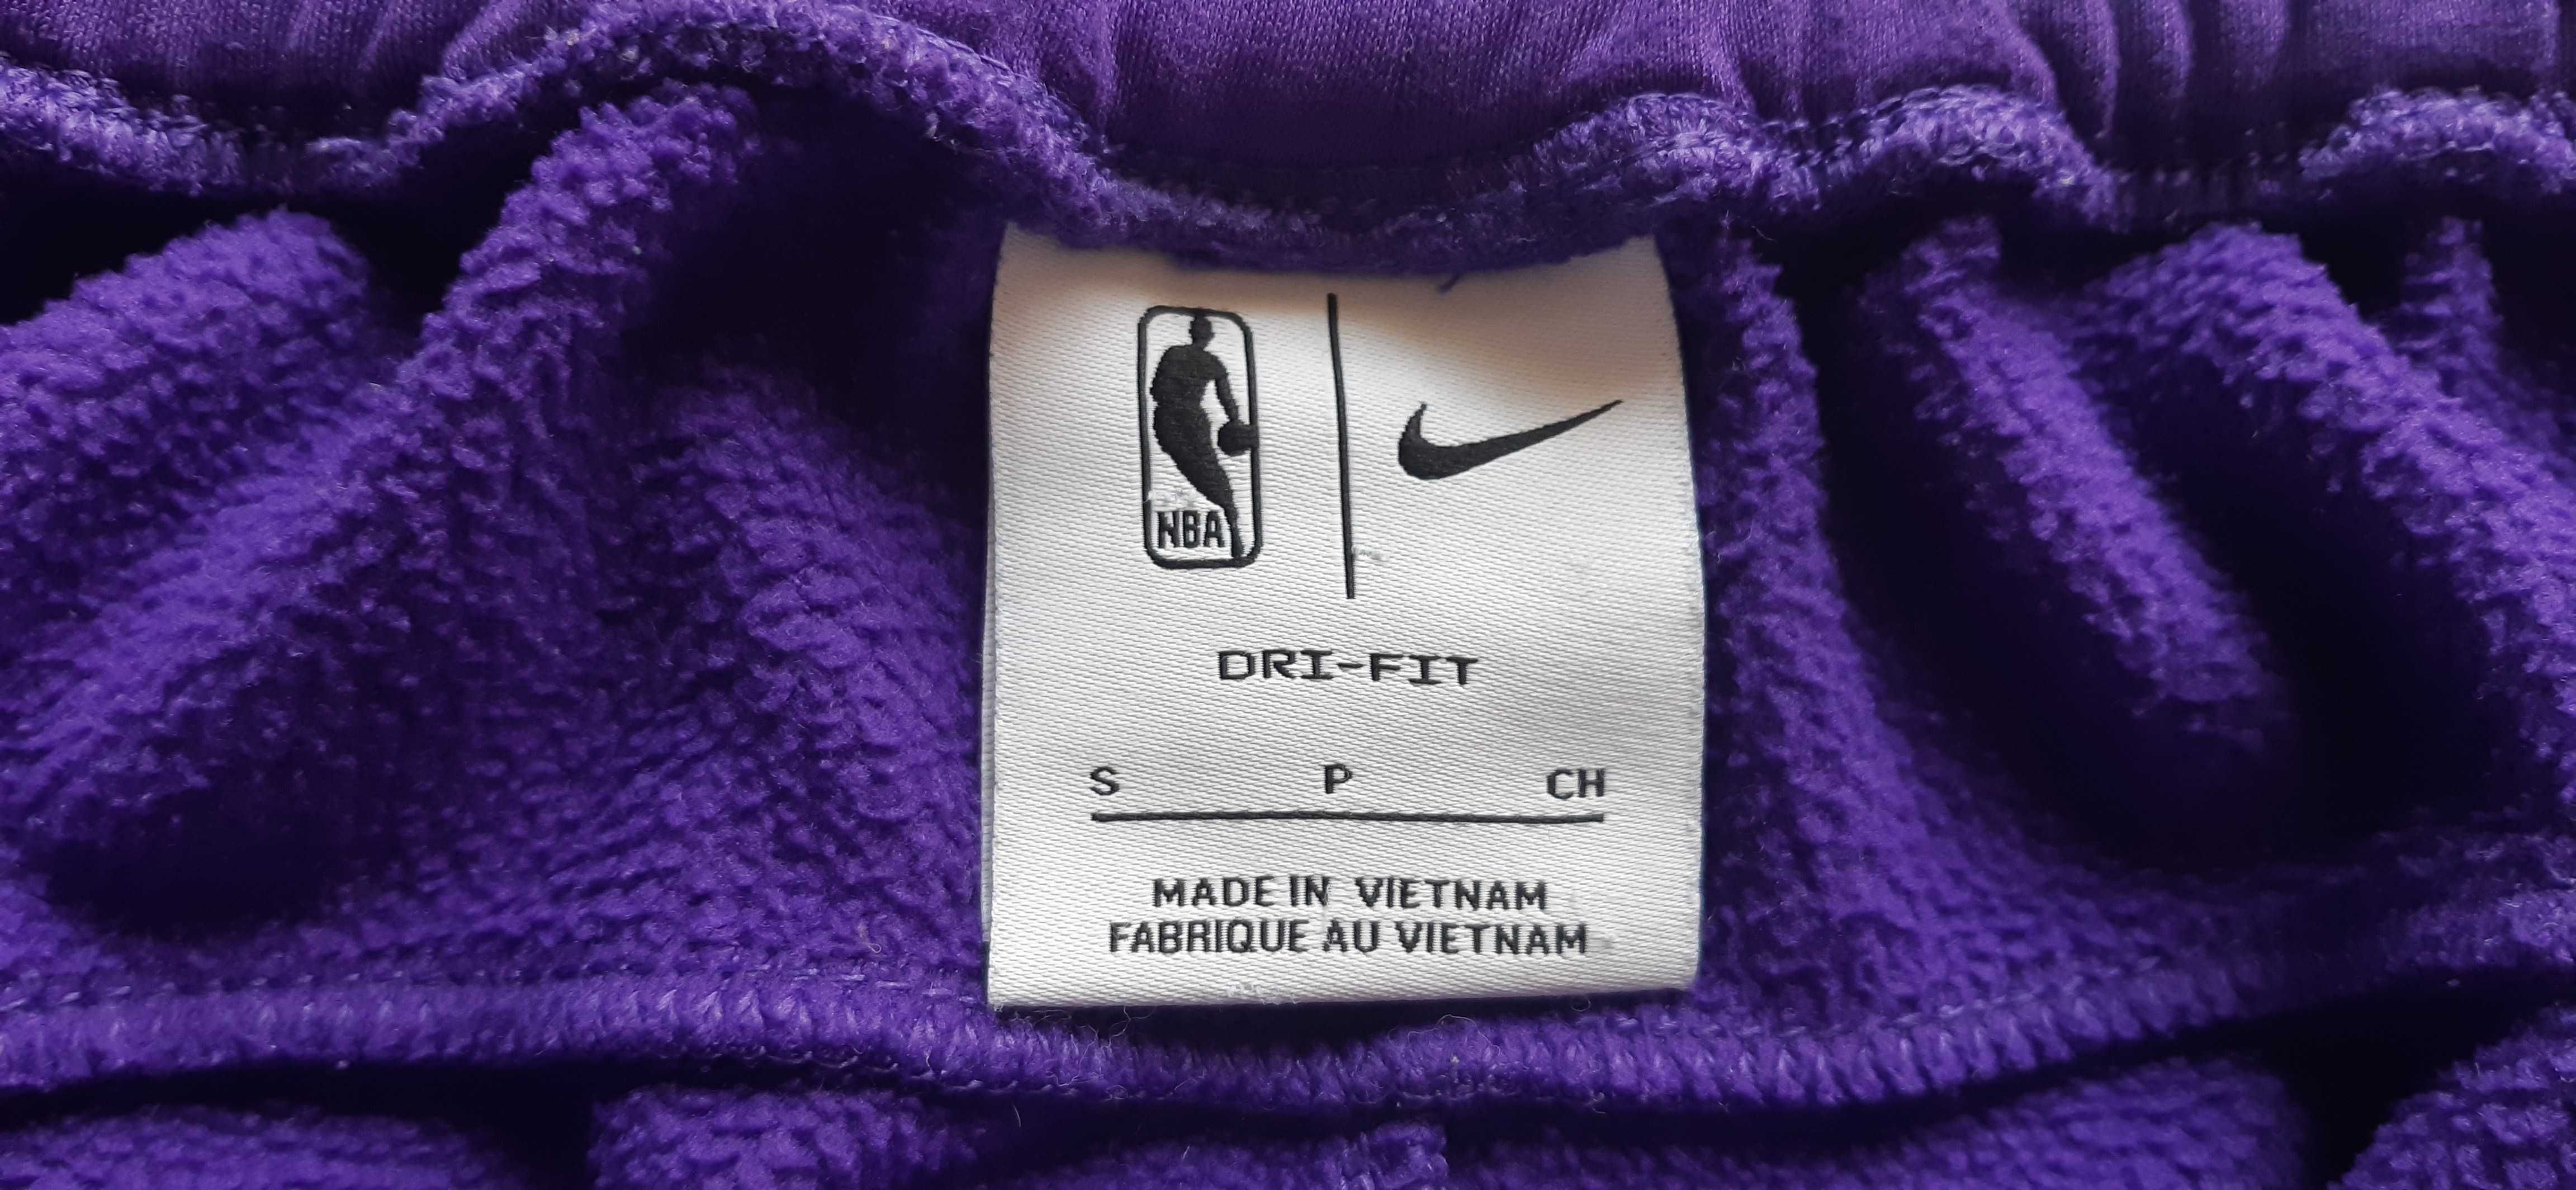 NBA
DRI-FIT
S P CH
MADE IN VIETNAM
FABRIQUE AU VIETNAM